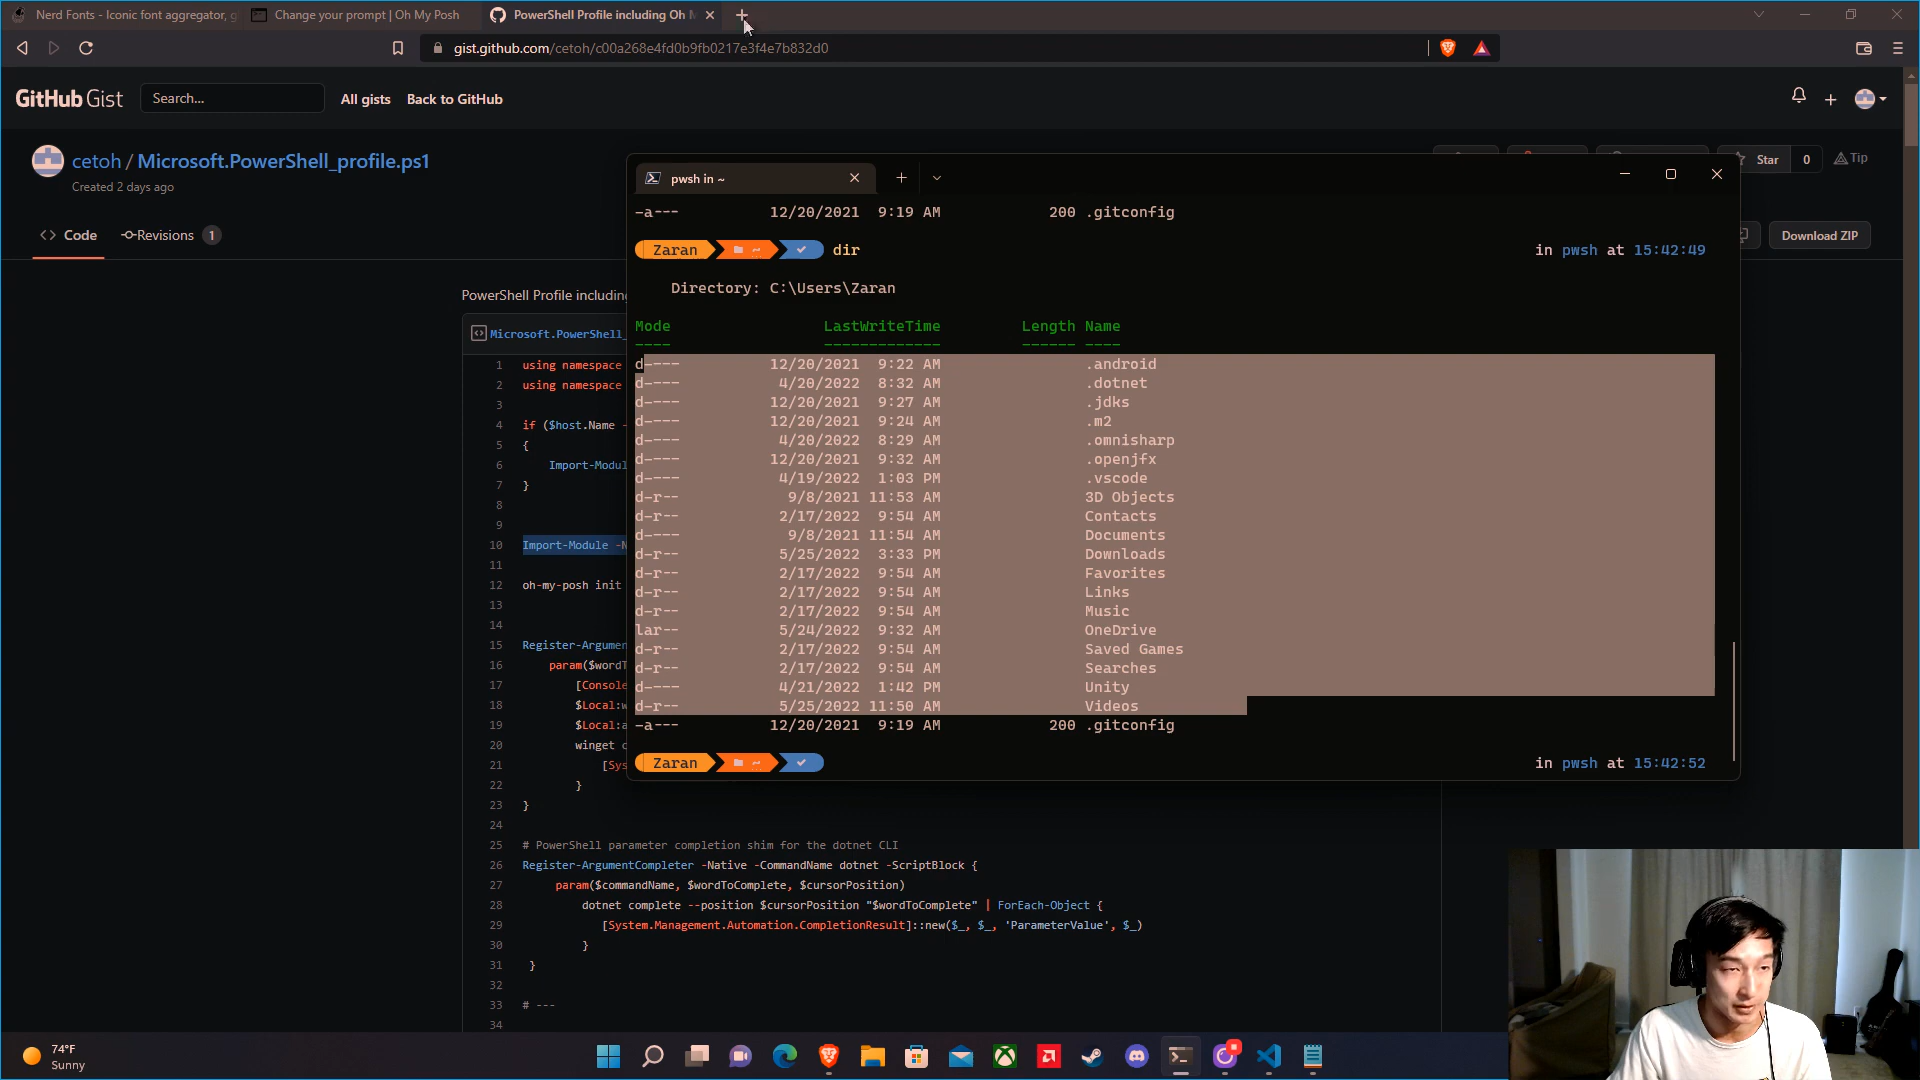 Nerd Fonts - Iconic font aggregator, g
Change your prompt | Oh My Posh
PowerShell Profile including Oh M
gist.github.com/cetoh/c00a268e4fd0b9fb0217e3f4e7b832d0
GitHub Gist
Search...
All gists
Back to GitHub
cetoh / Microsoft.PowerShell_profile.ps1
Created 2 days ago
Star 0
Tip
<> Code
Revisions 1
Download ZIP
PowerShell Profile including
Microsoft.PowerShell_
1 using namespace
2 using namespace
3
4 if ($host.Name -
5 {
6 Import-Modul
7 }
8
9
10 Import-Module -N
11
12 oh-my-posh init
13
14
15 Register-Argumen
16 param($wordT
17 [Console
18 $Local:w
19 $Local:a
20 winget c
21 [Sys
22 }
23 }
24
25 # PowerShell parameter completion shim for the dotnet CLI
26 Register-ArgumentCompleter -Native -CommandName dotnet -ScriptBlock {
27 param($commandName, $wordToComplete, $cursorPosition)
28 dotnet complete --position $cursorPosition "$wordToComplete" | ForEach-Object {
29 [System.Management.Automation.CompletionResult]::new($_, $_, 'ParameterValue', $_)
30 }
31 }
32
33 # ---
34
pwsh in ~
-a--- 12/20/2021 9:19 AM 200 .gitconfig
Zaran ~ dir in pwsh at 15:42:49
Directory: C:\Users\Zaran
Mode LastWriteTime Length Name
---- ------------- ------ ----
d---- 12/20/2021 9:22 AM .android
d---- 4/20/2022 8:32 AM .dotnet
d---- 12/20/2021 9:27 AM .jdks
d---- 12/20/2021 9:24 AM .m2
d---- 4/20/2022 8:29 AM .omnisharp
d---- 12/20/2021 9:32 AM .openjfx
d---- 4/19/2022 1:03 PM .vscode
d-r-- 9/8/2021 11:53 AM 3D Objects
d-r-- 2/17/2022 9:54 AM Contacts
d---- 9/8/2021 11:54 AM Documents
d-r-- 5/25/2022 3:33 PM Downloads
d-r-- 2/17/2022 9:54 AM Favorites
d-r-- 2/17/2022 9:54 AM Links
d-r-- 2/17/2022 9:54 AM Music
lar-- 5/24/2022 9:32 AM OneDrive
d-r-- 2/17/2022 9:54 AM Saved Games
d-r-- 2/17/2022 9:54 AM Searches
d---- 4/21/2022 1:42 PM Unity
d-r-- 5/25/2022 11:50 AM Videos
-a--- 12/20/2021 9:19 AM 200 .gitconfig
Zaran ~ in pwsh at 15:42:52
74°F
Sunny